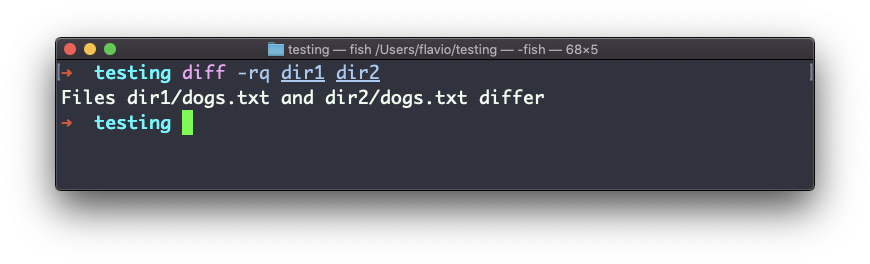 testing — fish /Users/flavio/testing — -fish — 68×5
[➜ testing diff -rq dir1 dir2 ]
Files dir1/dogs.txt and dir2/dogs.txt differ
➜ testing